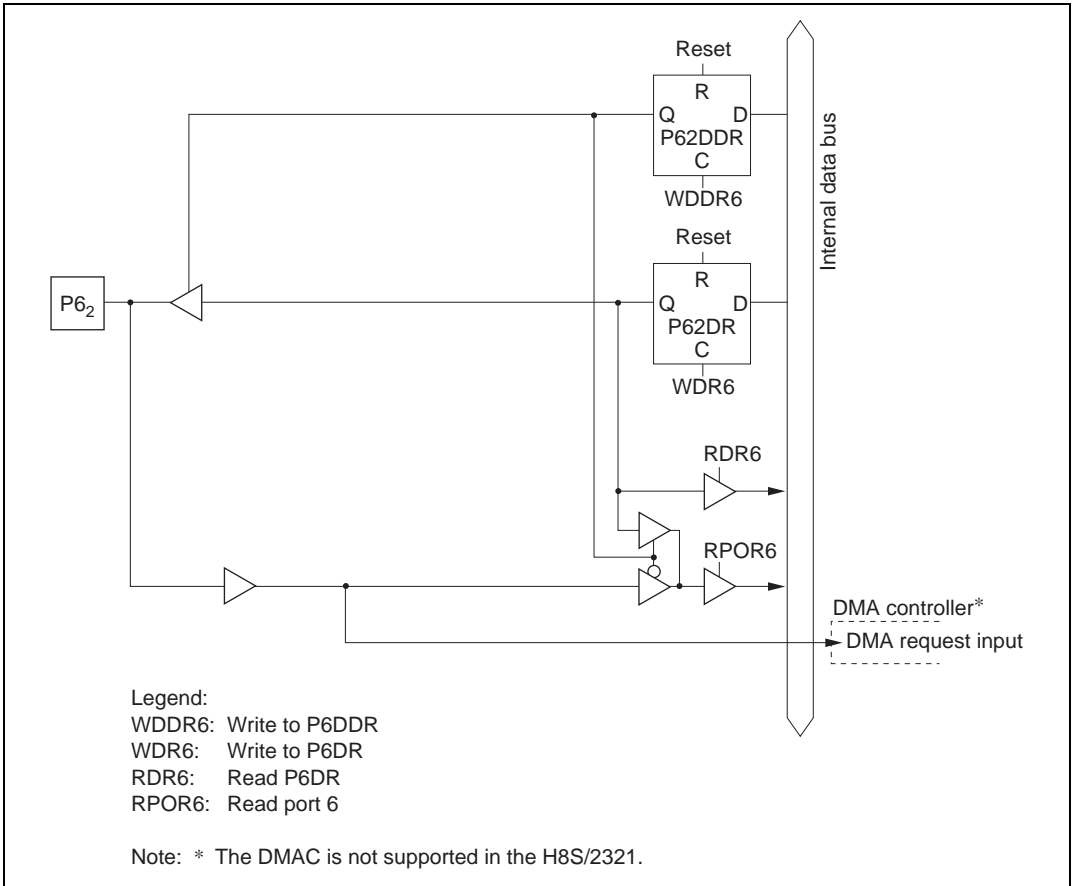 Reset
R
Q D
P62DDR
C
WDDR6
Internal data bus
Reset
R
P6₂
Q D
P62DR
C
WDR6
RDR6
RPOR6
DMA controller*
DMA request input
Legend:
WDDR6: Write to P6DDR
WDR6: Write to P6DR
RDR6: Read P6DR
RPOR6: Read port 6
Note: * The DMAC is not supported in the H8S/2321.